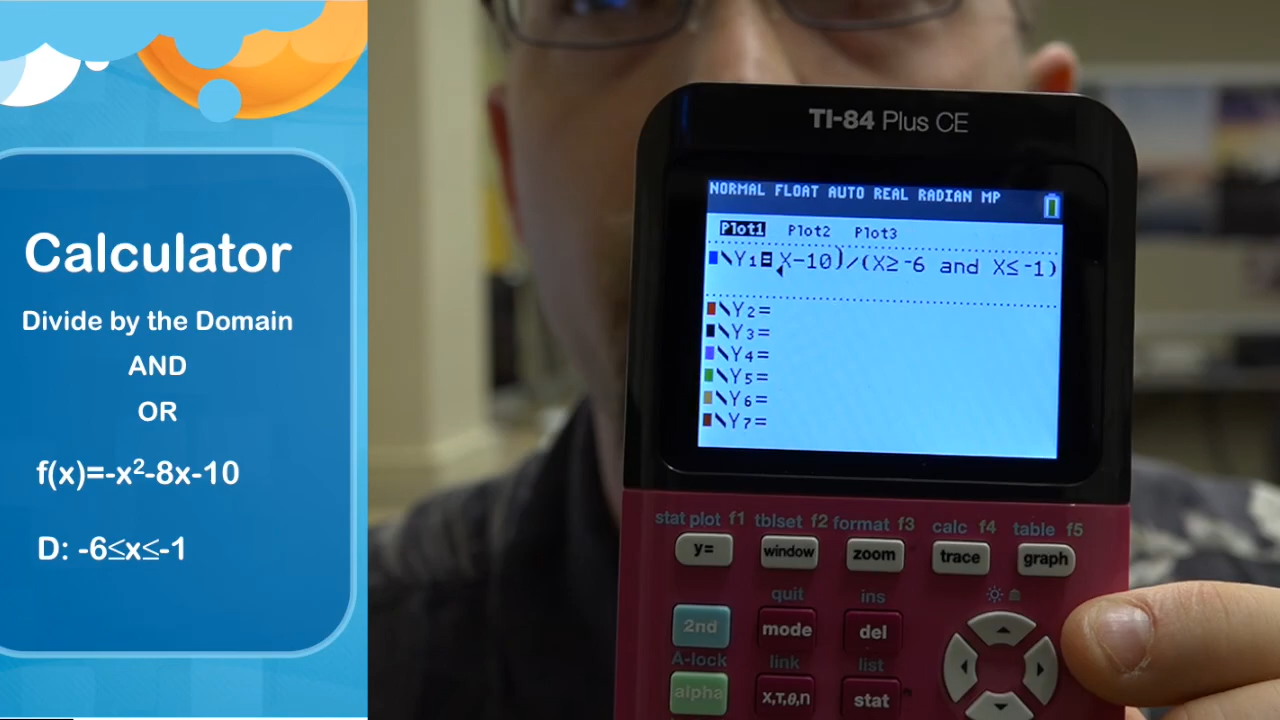 Calculator
Divide by the Domain
AND
OR
f(x)=-x²-8x-10
D: -6≤x≤-1
TI-84 Plus CE
NORMAL FLOAT AUTO REAL RADIAN MP
Plot1 Plot2 Plot3
\Y₁=X-10)/(X≥-6 and X≤-1)
\Y₂=
\Y₃=
\Y₄=
\Y₅=
\Y₆=
\Y₇=
stat plot f1 tblset f2 format f3 calc f4 table f5
y= window zoom trace graph
quit ins
2nd mode del
A-lock link list
alpha X,T,θ,n stat